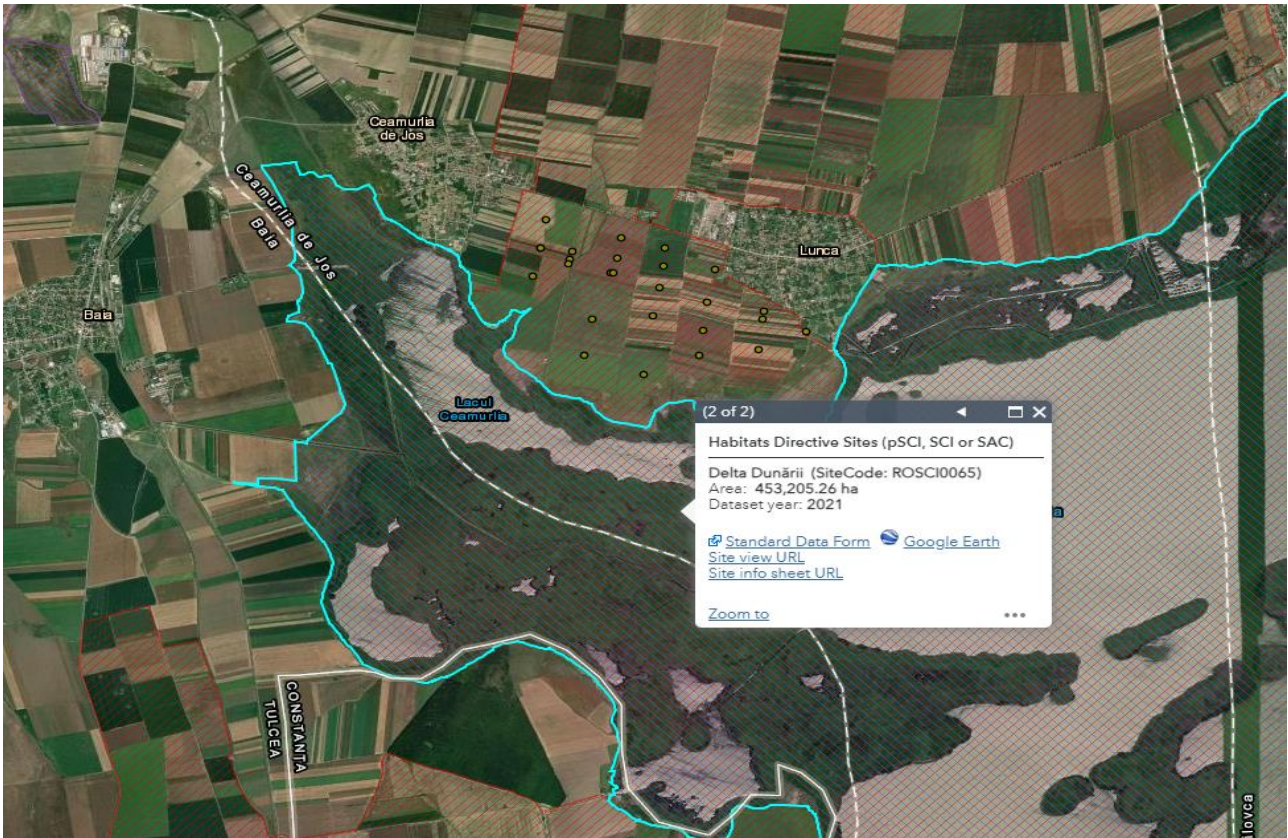 Ceamurlia
de Jos
Ceamurlia de Jos
Baia
Lunca
Baia
Lacul
Ceamurlia
(2 of 2)
Habitats Directive Sites (pSCI, SCI or SAC)
Delta Dunării (SiteCode: ROSCI0065)
Area: 453,205.26 ha
Dataset year: 2021
Standard Data Form Google Earth
Site view URL
Site info sheet URL
Zoom to
a
CONSTANTA
TULCEA
lovca